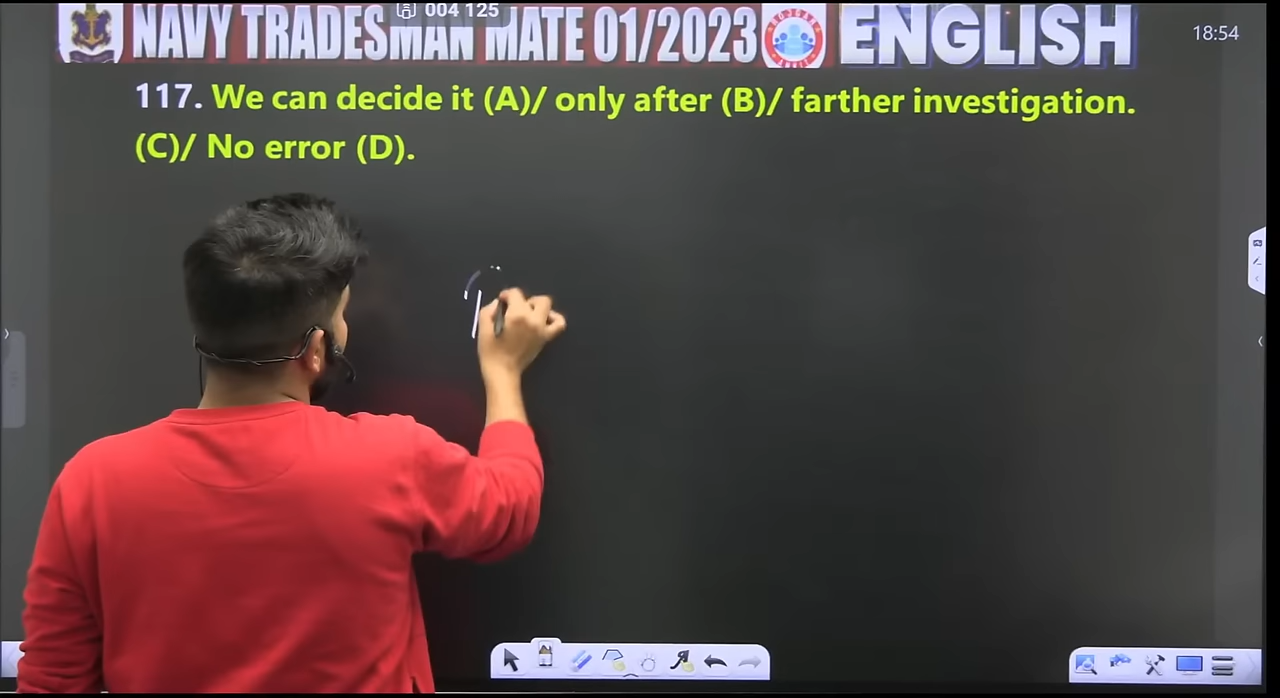 004 125
NAVY TRADESMAN MATE 01/2023 ENGLISH
18:54
117. We can decide it (A)/ only after (B)/ farther investigation.
(C)/ No error (D).